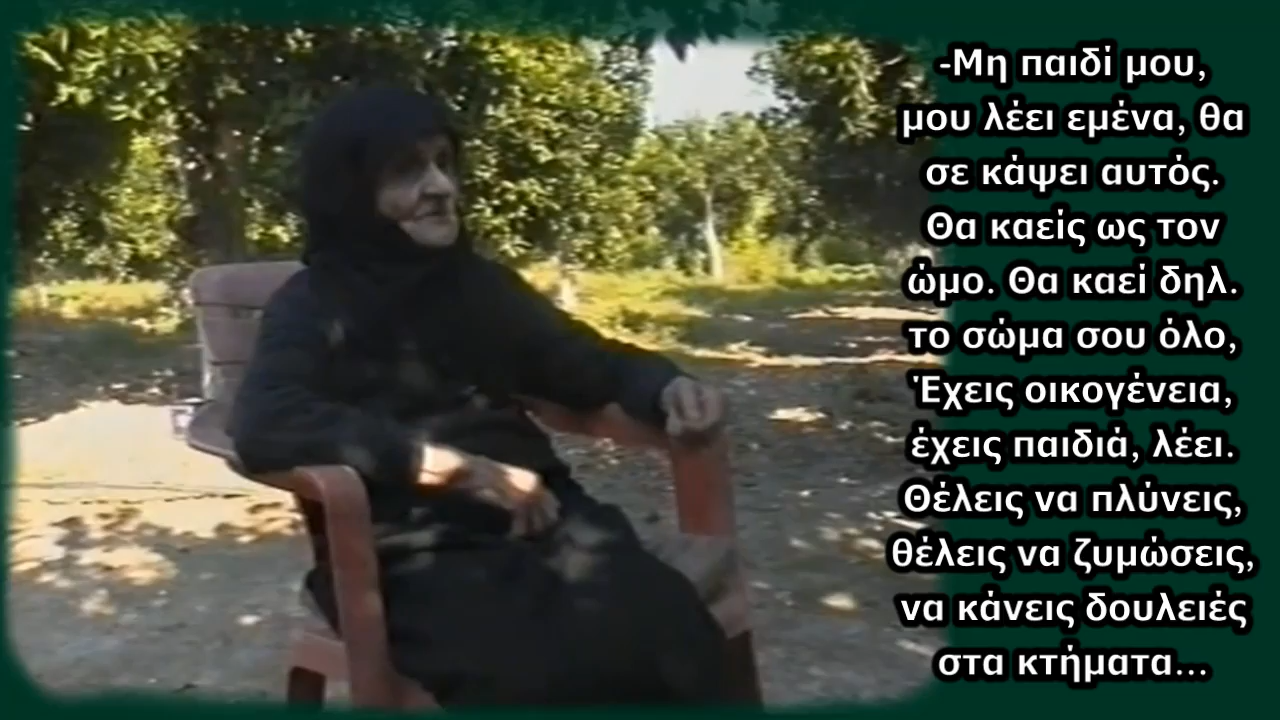 -Μη παιδί μου,
μου λέει εμένα, θα
σε κάψει αυτός.
Θα καείς ως τον
ώμο. Θα καεί δηλ.
το σώμα σου όλο,
Έχεις οικογένεια,
έχεις παιδιά, λέει.
Θέλεις να πλύνεις,
θέλεις να ζυμώσεις,
να κάνεις δουλειές
στα κτήματα...